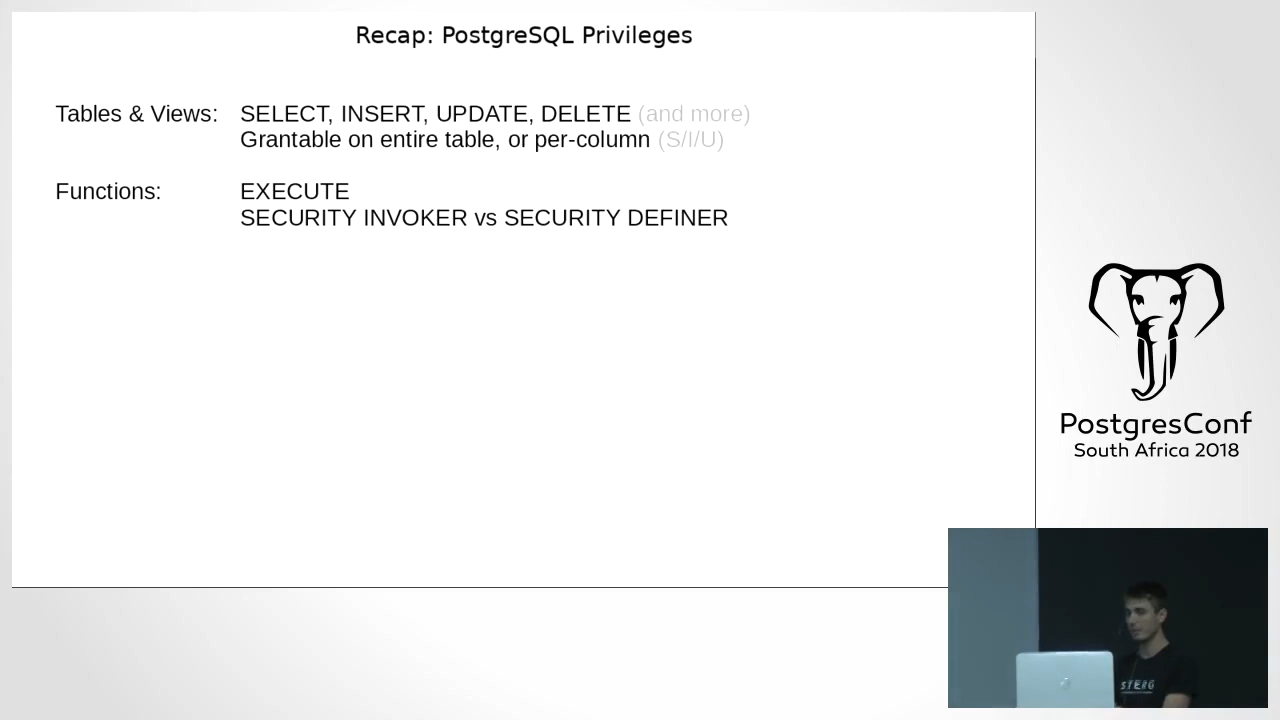 Recap: PostgreSQL Privileges
Tables & Views: SELECT, INSERT, UPDATE, DELETE (and more)
Grantable on entire table, or per-column (S/I/U)
Functions: EXECUTE
SECURITY INVOKER vs SECURITY DEFINER
PostgresConf
South Africa 2018